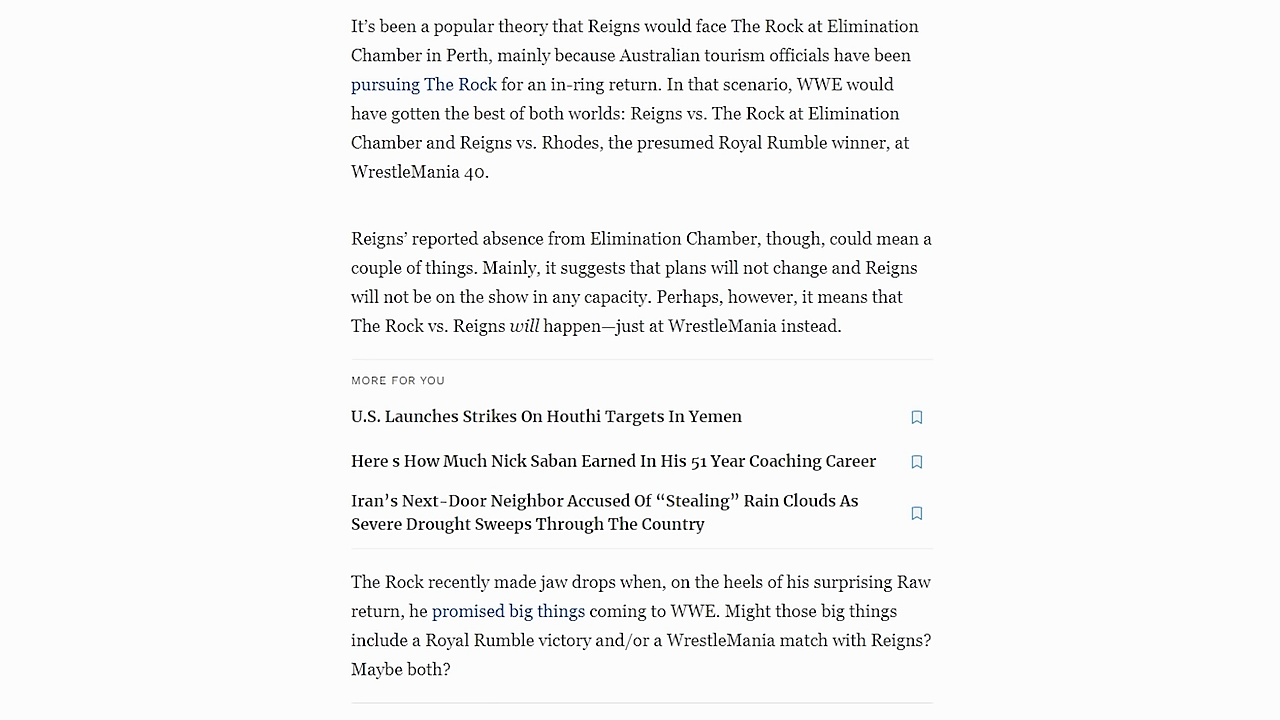 It’s been a popular theory that Reigns would face The Rock at Elimination
Chamber in Perth, mainly because Australian tourism officials have been
pursuing The Rock for an in-ring return. In that scenario, WWE would
have gotten the best of both worlds: Reigns vs. The Rock at Elimination
Chamber and Reigns vs. Rhodes, the presumed Royal Rumble winner, at
WrestleMania 40.
Reigns’ reported absence from Elimination Chamber, though, could mean a
couple of things. Mainly, it suggests that plans will not change and Reigns
will not be on the show in any capacity. Perhaps, however, it means that
The Rock vs. Reigns will happen—just at WrestleMania instead.
MORE FOR YOU
U.S. Launches Strikes On Houthi Targets In Yemen
Here s How Much Nick Saban Earned In His 51 Year Coaching Career
Iran’s Next-Door Neighbor Accused Of “Stealing” Rain Clouds As
Severe Drought Sweeps Through The Country
The Rock recently made jaw drops when, on the heels of his surprising Raw
return, he promised big things coming to WWE. Might those big things
include a Royal Rumble victory and/or a WrestleMania match with Reigns?
Maybe both?